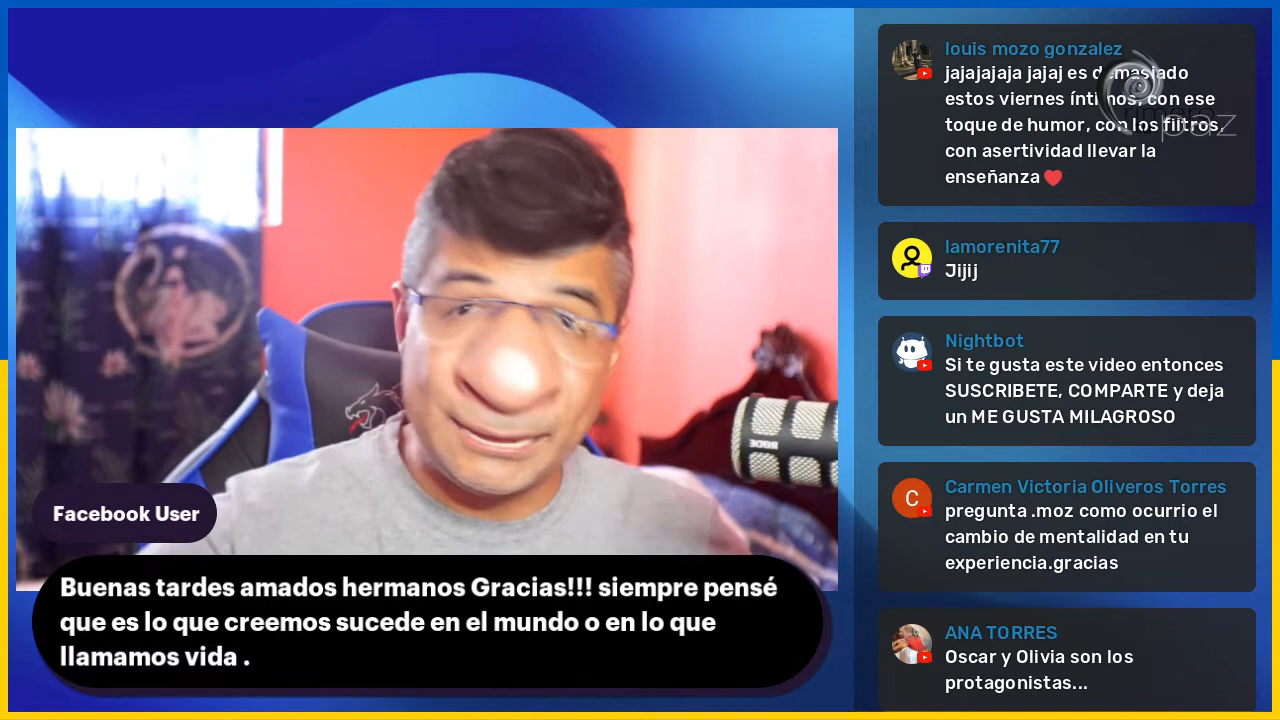 louis mozo gonzalez
jajajajaja jajaj es demasiado
estos viernes íntimos, con ese
toque de humor, con los filtros,
con asertividad llevar la
enseñanza
paz
lamorenita77
Jijij
Nightbot
Si te gusta este video entonces
SUSCRIBETE, COMPARTE y deja
un ME GUSTA MILAGROSO
RØDE
C
Carmen Victoria Oliveros Torres
pregunta .moz como ocurrio el
cambio de mentalidad en tu
experiencia.gracias
Facebook User
Buenas tardes amados hermanos Gracias!!! siempre pensé
que es lo que creemos sucede en el mundo o en lo que
llamamos vida .
ANA TORRES
Oscar y Olivia son los
protagonistas...